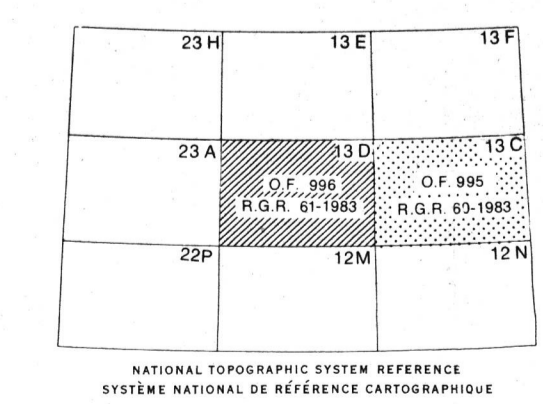 23 H
13 E
13 F
23 A
13 D
13 C
O.F. 996
R.G.R. 61-1983
O.F. 995
R.G.R. 60-1983
22P
12M
12 N
NATIONAL TOPOGRAPHIC SYSTEM REFERENCE
SYSTÈME NATIONAL DE RÉFÉRENCE CARTOGRAPHIQUE